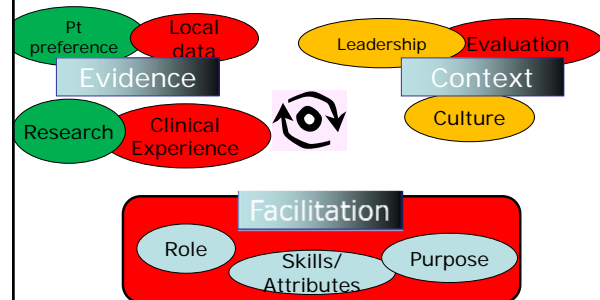 Pt
preference
Local
data
Evidence
Research
Clinical
Experience
Leadership
Evaluation
Context
Culture
Facilitation
Role
Skills/
Attributes
Purpose